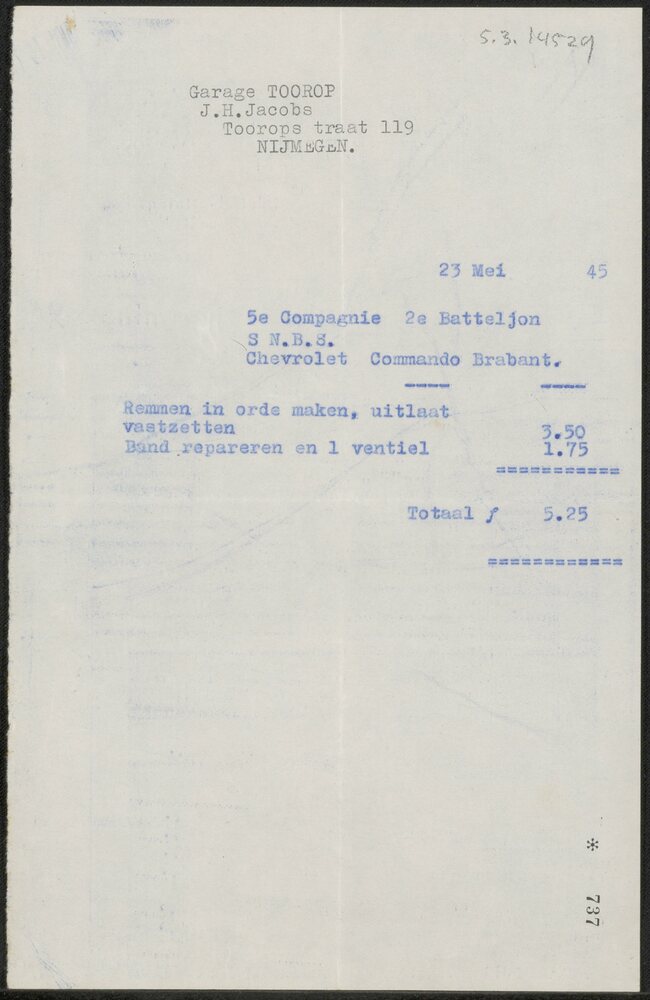 5.3. 14529
Garage TOOROP
J.H.Jacobs
Toorops traat 119
NIJMEGEN.
23 Mei 45
5e Compagnie 2e Batteljon
S N.B.S.
Chevrolet Commando Brabant.
Remmen in orde maken, uitlaat
vastzetten 3.50
Band repareren en 1 ventiel 1.75
===========
Totaal ƒ 5.25
============
* 737